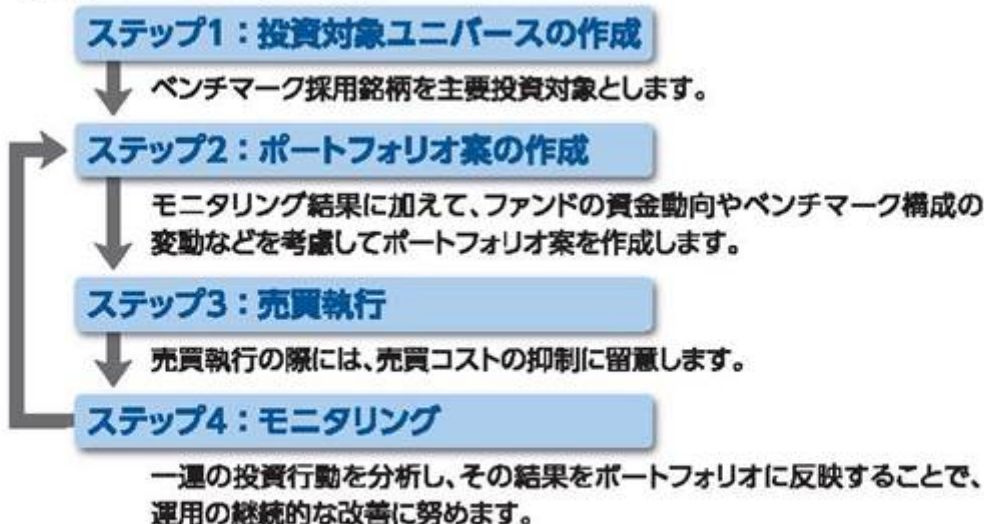 ステップ1：投資対象ユニバースの作成
ベンチマーク採用銘柄を主要投資対象とします。
ステップ2：ポートフォリオ案の作成
モニタリング結果に加えて、ファンドの資金動向やベンチマーク構成の
変動などを考慮してポートフォリオ案を作成します。
ステップ3：売買執行
売買執行の際には、売買コストの抑制に留意します。
ステップ4：モニタリング
一連の投資行動を分析し、その結果をポートフォリオに反映することで、
運用の継続的な改善に努めます。